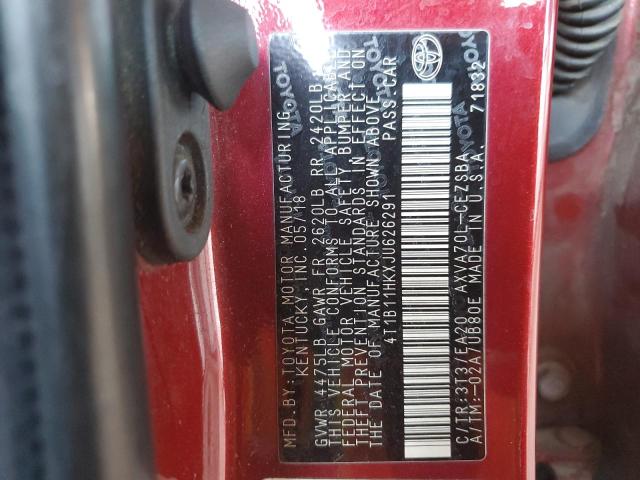 MFD. BY: TOYOTA MOTOR MANUFACTURING
KENTUCKY, INC. 05/18
GVWR 4475LB GAWR FR 2620LB RR 2420LB
THIS VEHICLE CONFORMS TO ALL APPLICABLE
FEDERAL MOTOR VEHICLE SAFETY BUMPER AND
THEFT PREVENTION STANDARDS IN EFFECT ON
THE DATE OF MANUFACTURE SHOWN ABOVE.
4T1B11HKXJU626291 PASS.CAR
C/TR:3T3/EA20 AXVA70L-CEZSBA
A/TM:-02A/UB80E MADE IN U.S.A. 71832
TOYOTA
TOYOTA